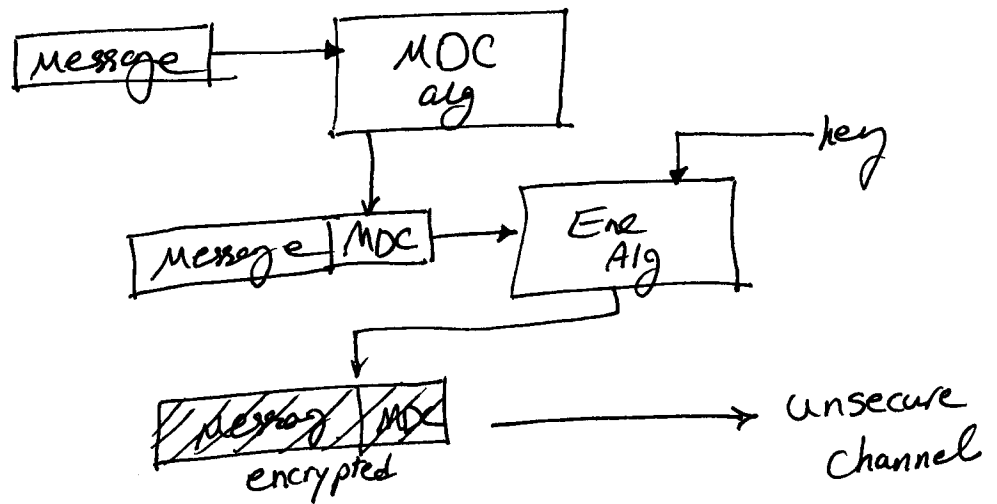 Message
MDC
alg
key
Message MDC
Enc
Alg
Message MDC
encrypted
unsecure
channel